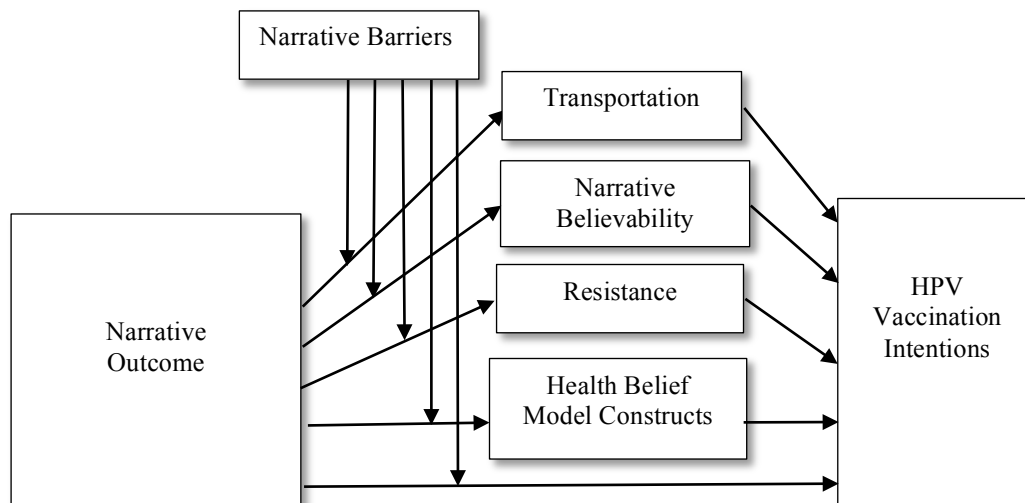 Narrative Barriers
Transportation
Narrative
Believability
Resistance
Health Belief
Model Constructs
Narrative
Outcome
HPV
Vaccination
Intentions